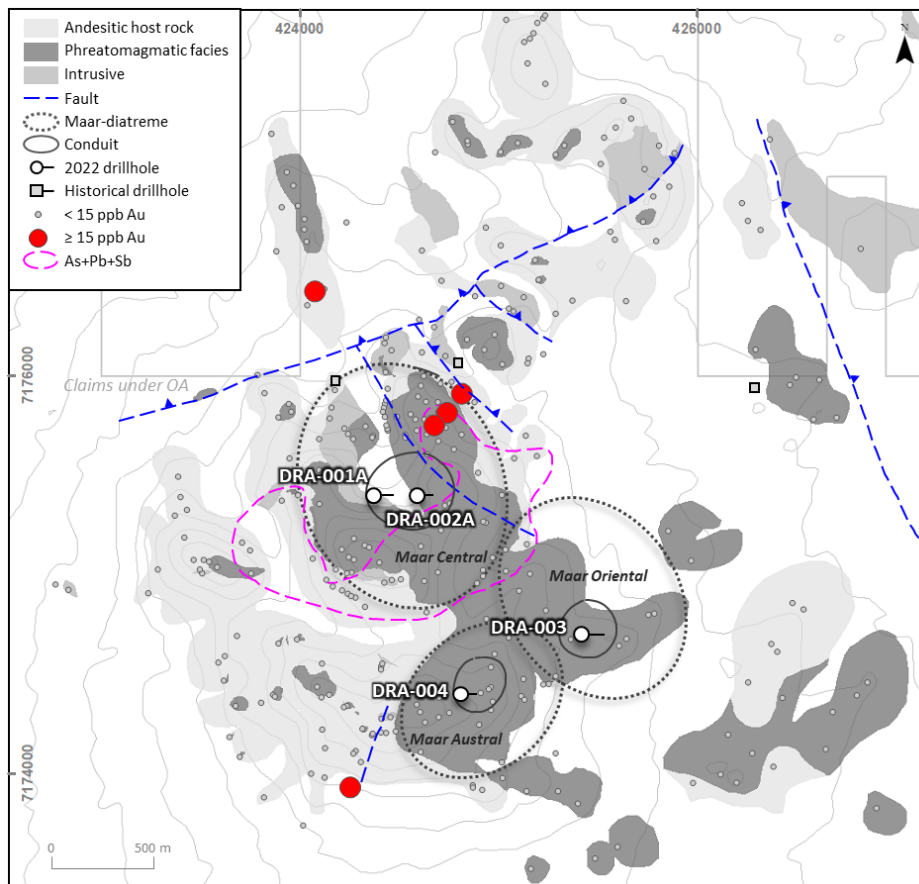 Andesitic host rock
Phreatomagmatic facies
Intrusive
Fault
Maar-diatreme
Conduit
2022 drillhole
Historical drillhole
< 15 ppb Au
≥ 15 ppb Au
As+Pb+Sb
424000
426000
N
7176000
Claims under OA
DRA-001A
DRA-002A
Maar Central
Maar Oriental
DRA-003
DRA-004
Maar Austral
7174000
0 500 m